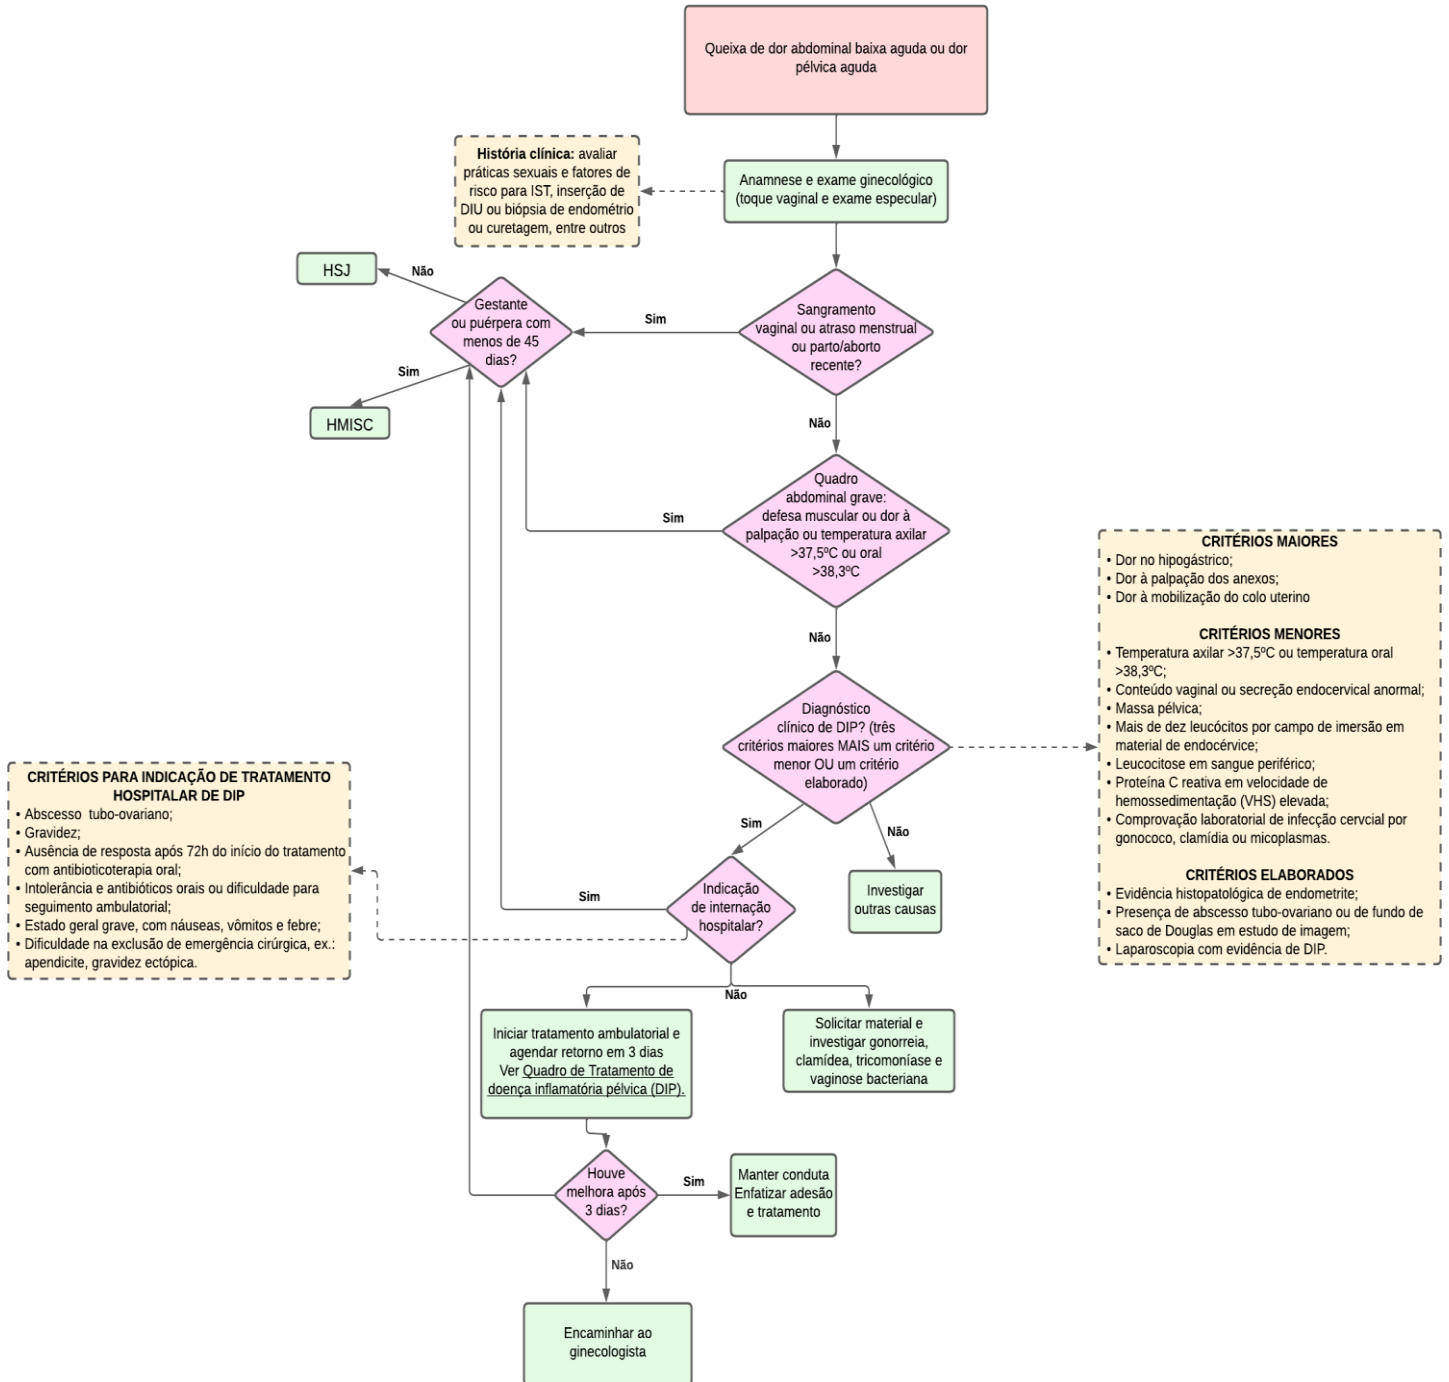 Queixa de dor abdominal baixa aguda ou dor
pélvica aguda
História clínica: avaliar
práticas sexuais e fatores de
risco para IST, inserção de
DIU ou biópsia de endométrio
ou curetagem, entre outros
Anamnese e exame ginecológico
(toque vaginal e exame especular)
HSJ
Não
Gestante
ou puérpera com
menos de 45
dias?
Sim
Sangramento
vaginal ou atraso menstrual
ou parto/aborto
recente?
Sim
HMISC
Não
Quadro
abdominal grave:
defesa muscular ou dor à
palpação ou temperatura axilar
>37,5ºC ou oral
>38,3ºC
Sim
Não
CRITÉRIOS MAIORES
• Dor no hipogástrico;
• Dor à palpação dos anexos;
• Dor à mobilização do colo uterino
CRITÉRIOS MENORES
• Temperatura axilar >37,5ºC ou temperatura oral
>38,3ºC;
• Conteúdo vaginal ou secreção endocervical anormal;
• Massa pélvica;
• Mais de dez leucócitos por campo de imersão em
material de endocérvice;
• Leucocitose em sangue periférico;
• Proteína C reativa em velocidade de
hemossedimentação (VHS) elevada;
• Comprovação laboratorial de infecção cervcial por
gonococo, clamídia ou micoplasmas.
CRITÉRIOS ELABORADOS
• Evidência histopatológica de endometrite;
• Presença de abscesso tubo-ovariano ou de fundo de
saco de Douglas em estudo de imagem;
• Laparoscopia com evidência de DIP.
Diagnóstico
clínico de DIP? (três
critérios maiores MAIS um critério
menor OU um critério
elaborado)
Sim
Não
CRITÉRIOS PARA INDICAÇÃO DE TRATAMENTO
HOSPITALAR DE DIP
• Abscesso tubo-ovariano;
• Gravidez;
• Ausência de resposta após 72h do início do tratamento
com antibioticoterapia oral;
• Intolerância e antibióticos orais ou dificuldade para
seguimento ambulatorial;
• Estado geral grave, com náuseas, vômitos e febre;
• Dificuldade na exclusão de emergência cirúrgica, ex.:
apendicite, gravidez ectópica.
Sim
Indicação
de internação
hospitalar?
Investigar
outras causas
Não
Iniciar tratamento ambulatorial e
agendar retorno em 3 dias
Ver Quadro de Tratamento de
doença inflamatória pélvica (DIP).
Solicitar material e
investigar gonorreia,
clamídea, tricomoníase e
vaginose bacteriana
Houve
melhora após
3 dias?
Sim
Manter conduta
Enfatizar adesão
e tratamento
Não
Encaminhar ao
ginecologista